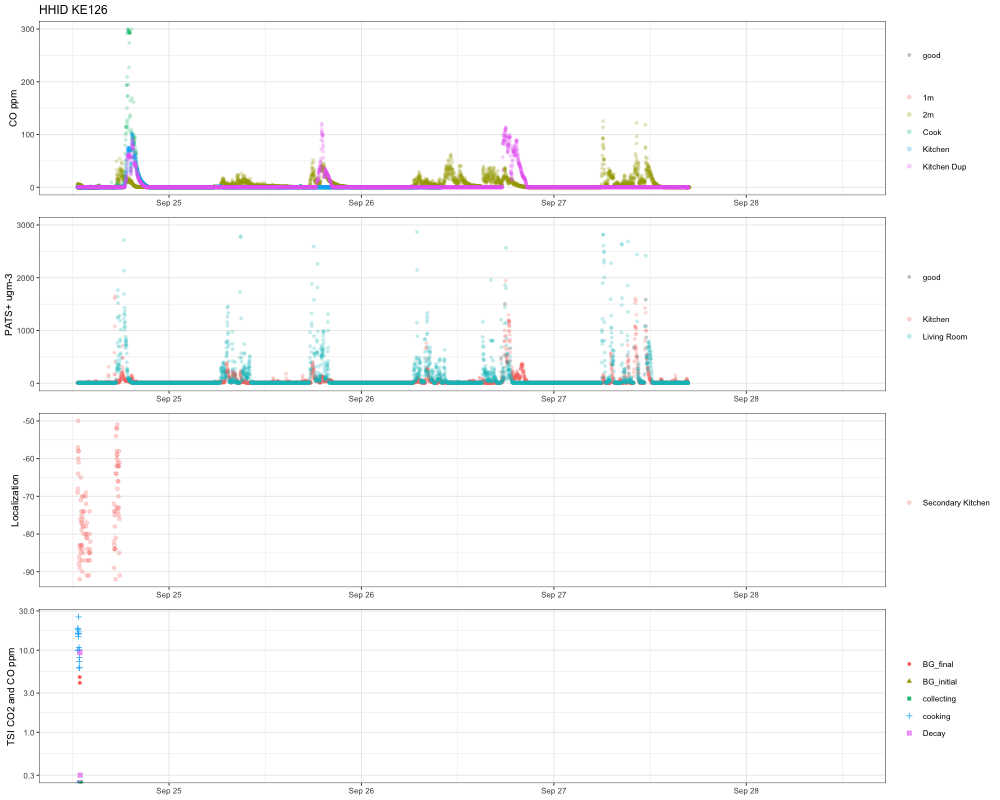 HHID KE126
CO ppm
300
200
100
0
Sep 25
Sep 26
Sep 27
Sep 28
good
1m
2m
Cook
Kitchen
Kitchen Dup
PATS+ ugm-3
3000
2000
1000
0
Sep 25
Sep 26
Sep 27
Sep 28
good
Kitchen
Living Room
Localization
-50
-60
-70
-80
-90
Sep 25
Sep 26
Sep 27
Sep 28
Secondary Kitchen
TSI CO2 and CO ppm
30.0
10.0
3.0
1.0
0.3
Sep 25
Sep 26
Sep 27
Sep 28
BG_final
BG_initial
collecting
cooking
Decay